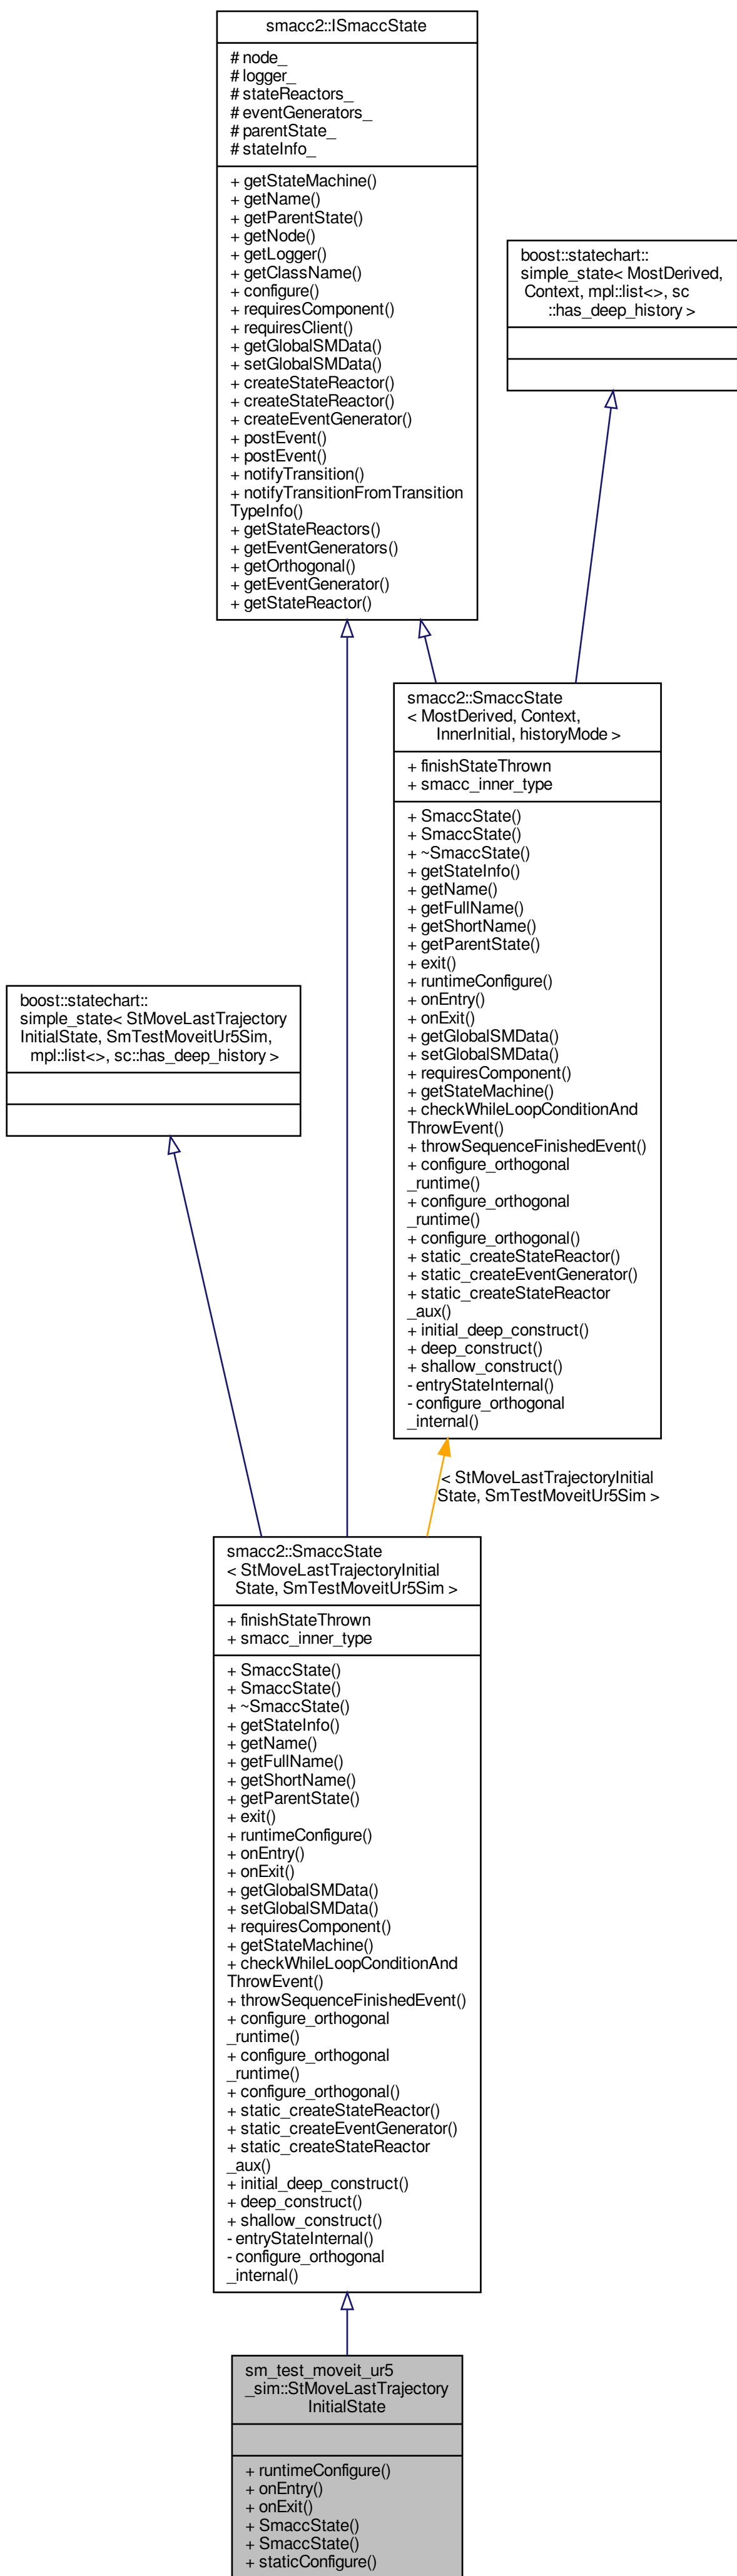 smacc2::ISmaccState
# node_
# logger_
# stateReactors_
# eventGenerators_
# parentState_
# stateInfo_
+ getStateMachine()
+ getName()
+ getParentState()
+ getNode()
+ getLogger()
+ getClassName()
+ configure()
+ requiresComponent()
+ requiresClient()
+ getGlobalSMData()
+ setGlobalSMData()
+ createStateReactor()
+ createStateReactor()
+ createEventGenerator()
+ postEvent()
+ postEvent()
+ notifyTransition()
+ notifyTransitionFromTransition
TypeInfo()
+ getStateReactors()
+ getEventGenerators()
+ getOrthogonal()
+ getEventGenerator()
+ getStateReactor()
boost::statechart::
simple_state< MostDerived,
Context, mpl::list<>, sc
::has_deep_history >
smacc2::SmaccState
< MostDerived, Context,
InnerInitial, historyMode >
+ finishStateThrown
+ smacc_inner_type
+ SmaccState()
+ SmaccState()
+ ~SmaccState()
+ getStateInfo()
+ getName()
+ getFullName()
+ getShortName()
+ getParentState()
+ exit()
+ runtimeConfigure()
+ onEntry()
+ onExit()
+ getGlobalSMData()
+ setGlobalSMData()
+ requiresComponent()
+ getStateMachine()
+ checkWhileLoopConditionAnd
ThrowEvent()
+ throwSequenceFinishedEvent()
+ configure_orthogonal
_runtime()
+ configure_orthogonal
_runtime()
+ configure_orthogonal()
+ static_createStateReactor()
+ static_createEventGenerator()
+ static_createStateReactor
_aux()
+ initial_deep_construct()
+ deep_construct()
+ shallow_construct()
- entryStateInternal()
- configure_orthogonal
_internal()
boost::statechart::
simple_state< StMoveLastTrajectory
InitialState, SmTestMoveitUr5Sim,
mpl::list<>, sc::has_deep_history >
< StMoveLastTrajectoryInitial
State, SmTestMoveitUr5Sim >
smacc2::SmaccState
< StMoveLastTrajectoryInitial
State, SmTestMoveitUr5Sim >
+ finishStateThrown
+ smacc_inner_type
+ SmaccState()
+ SmaccState()
+ ~SmaccState()
+ getStateInfo()
+ getName()
+ getFullName()
+ getShortName()
+ getParentState()
+ exit()
+ runtimeConfigure()
+ onEntry()
+ onExit()
+ getGlobalSMData()
+ setGlobalSMData()
+ requiresComponent()
+ getStateMachine()
+ checkWhileLoopConditionAnd
ThrowEvent()
+ throwSequenceFinishedEvent()
+ configure_orthogonal
_runtime()
+ configure_orthogonal
_runtime()
+ configure_orthogonal()
+ static_createStateReactor()
+ static_createEventGenerator()
+ static_createStateReactor
_aux()
+ initial_deep_construct()
+ deep_construct()
+ shallow_construct()
- entryStateInternal()
- configure_orthogonal
_internal()
sm_test_moveit_ur5
_sim::StMoveLastTrajectory
InitialState
+ runtimeConfigure()
+ onEntry()
+ onExit()
+ SmaccState()
+ SmaccState()
+ staticConfigure()